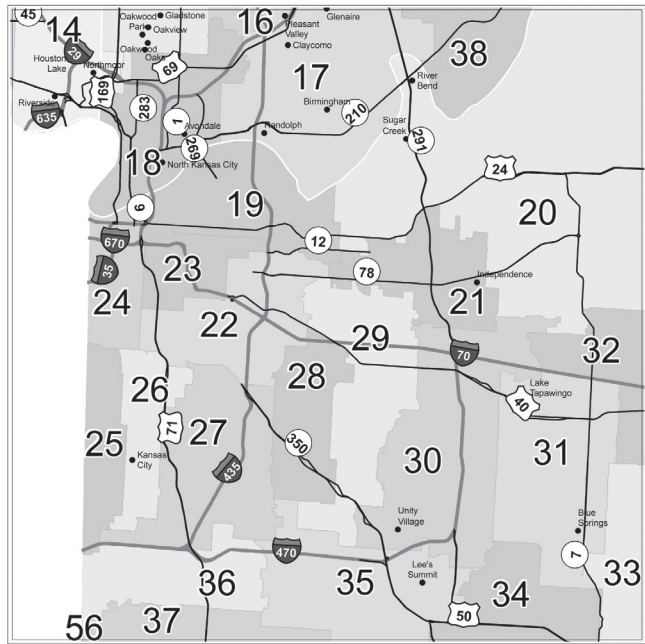 45
14
Oakwood
Park
Gladstone
Oakview
Oakwood
Oaks
16
Pleasant
Valley
Glenaire
Claycomo
38
29
Houston
Lake
Northmoor
69
17
River
Bend
169
283
Riverside
635
1
Birmingham
210
Avondale
Randolph
Sugar
Creek
291
269
18
North Kansas City
24
9
19
20
670
12
35
23
78
24
22
21
Independence
29
70
32
28
Lake
Tapawingo
40
26
27
71
350
25
Kansas
City
435
30
31
Unity
Village
Blue
Springs
470
7
36
35
Lee's
Summit
34
33
50
56
37